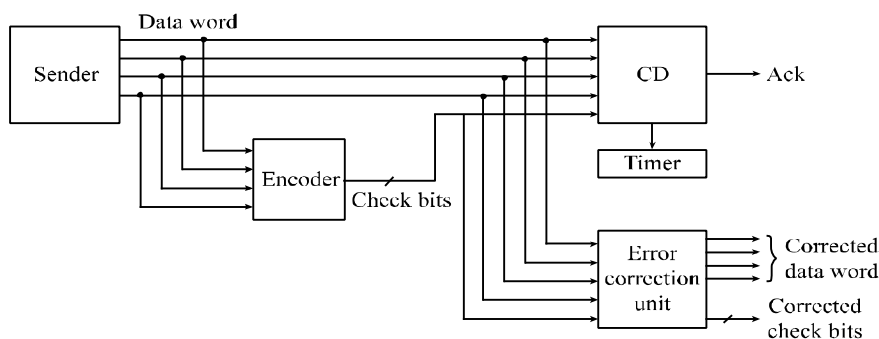 Data word
Sender
CD
Ack
Timer
Encoder
Check bits
Error
correction
unit
Corrected
data word
Corrected
check bits